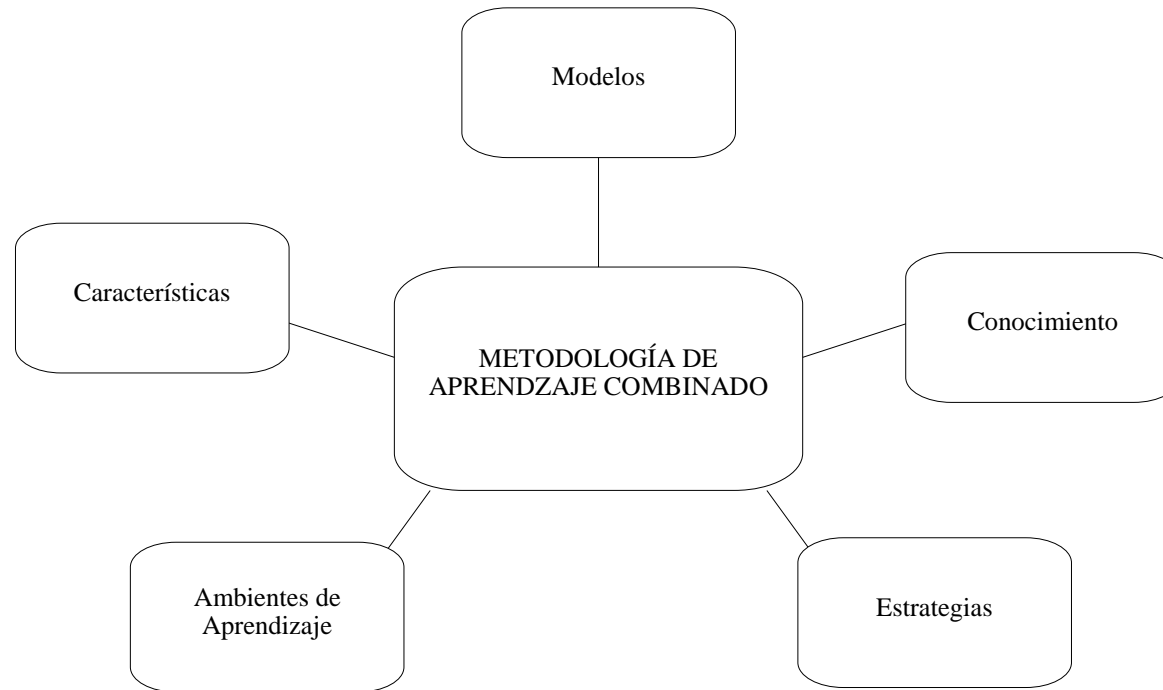 Modelos
Características
Conocimiento
METODOLOGÍA DE
APRENDZAJE COMBINADO
Ambientes de
Aprendizaje
Estrategias